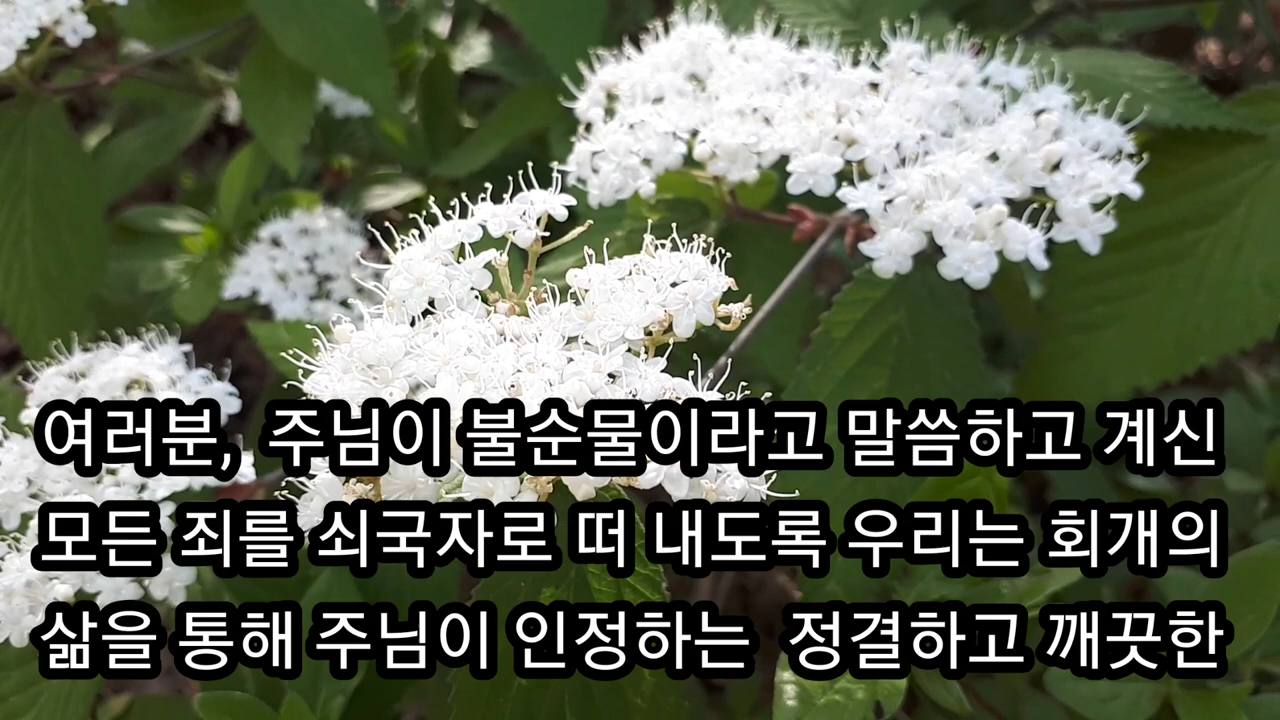 여러분,  주님이 불순물이라고 말씀하고 계신
모든 죄를 쇠국자로 떠 내도록 우리는 회개의
삶을 통해 주님이 인정하는  정결하고 깨끗한